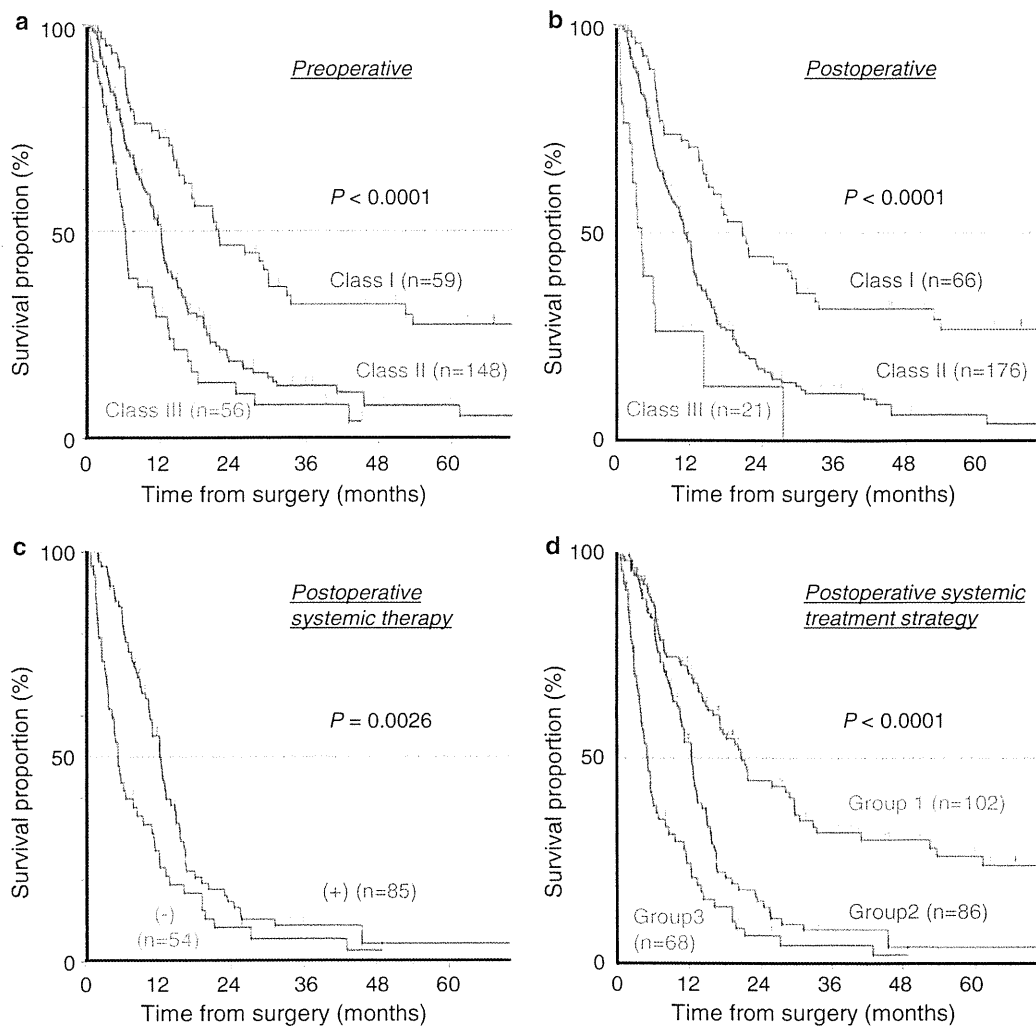 a
100
50
0
Survival proportion (%)
Preoperative
P < 0.0001
Class I (n=59)
Class II (n=148)
Class III (n=56)
0 12 24 36 48 60
Time from surgery (months)
b
100
50
0
Survival proportion (%)
Postoperative
P < 0.0001
Class I (n=66)
Class II (n=176)
Class III (n=21)
0 12 24 36 48 60
Time from surgery (months)
c
100
50
0
Survival proportion (%)
Postoperative
systemic therapy
P = 0.0026
(+) (n=85)
(-)
(n=54)
0 12 24 36 48 60
Time from surgery (months)
d
100
50
0
Survival proportion (%)
Postoperative systemic
treatment strategy
P < 0.0001
Group 1 (n=102)
Group2 (n=86)
Group3
(n=68)
0 12 24 36 48 60
Time from surgery (months)